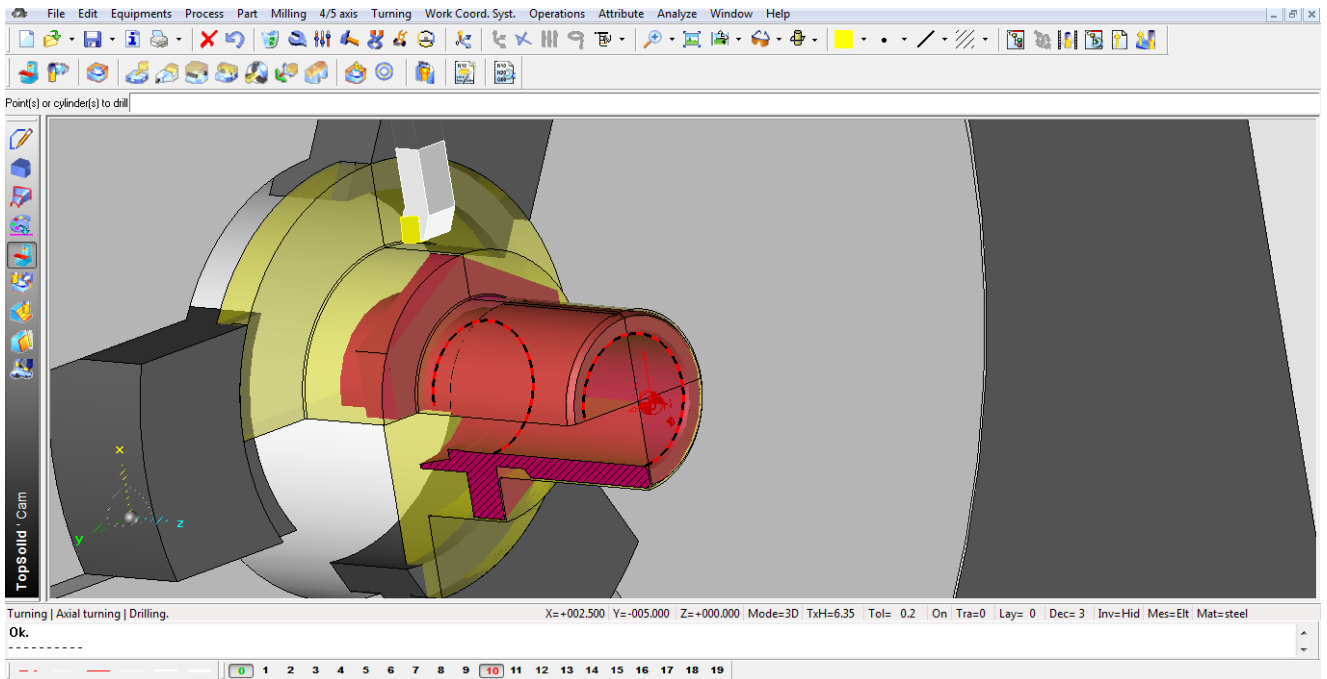 File Edit Equipments Process Part Milling 4/5 axis Turning Work Coord. Syst. Operations Attribute Analyze Window Help
Point(s) or cylinder(s) to drill
x
y
z
TopSolid'Cam
Turning | Axial turning | Drilling.
X=+002.500 Y=-005.000 Z=+000.000 Mode=3D TxH=6.35 Tol= 0.2 On Tra=0 Lay= 0 Dec= 3 Inv=Hid Mes=Elt Mat=steel
Ok.
----------
0 1 2 3 4 5 6 7 8 9 10 11 12 13 14 15 16 17 18 19